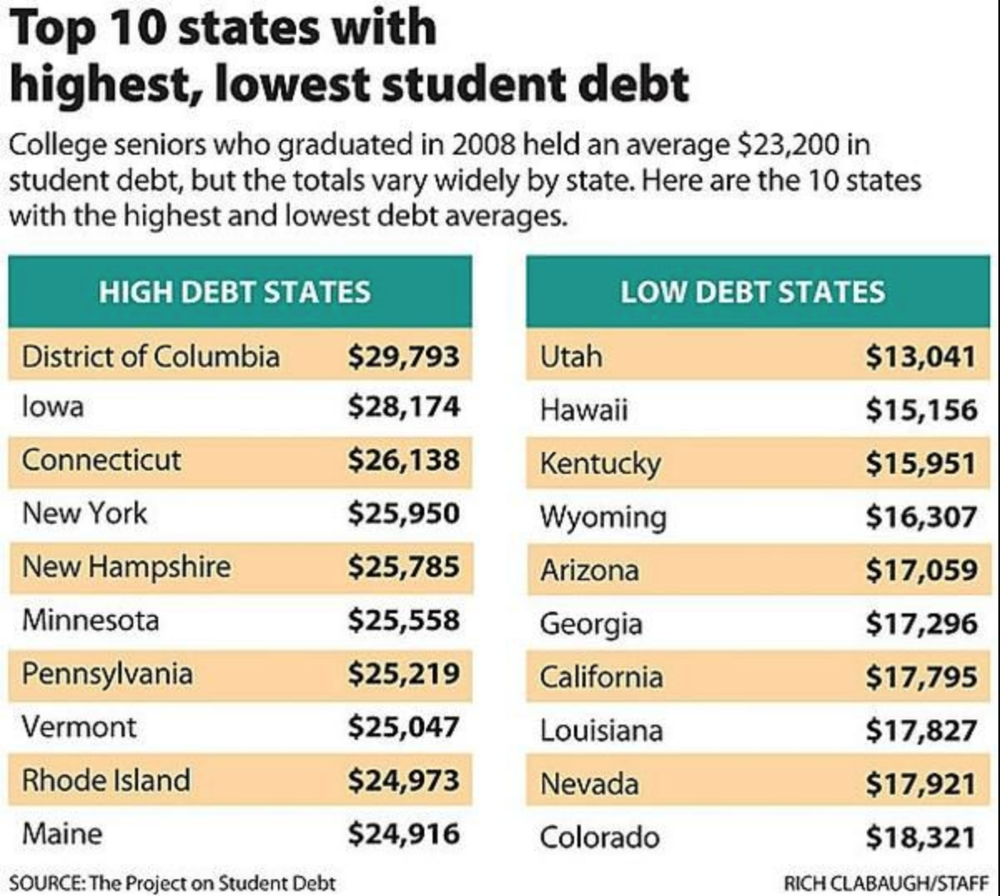 Top 10 states with
highest, lowest student debt
College seniors who graduated in 2008 held an average $23,200 in
student debt, but the totals vary widely by state. Here are the 10 states
with the highest and lowest debt averages.
HIGH DEBT STATES
District of Columbia $29,793
Iowa $28,174
Connecticut $26,138
New York $25,950
New Hampshire $25,785
Minnesota $25,558
Pennsylvania $25,219
Vermont $25,047
Rhode Island $24,973
Maine $24,916
LOW DEBT STATES
Utah $13,041
Hawaii $15,156
Kentucky $15,951
Wyoming $16,307
Arizona $17,059
Georgia $17,296
California $17,795
Louisiana $17,827
Nevada $17,921
Colorado $18,321
SOURCE: The Project on Student Debt
RICH CLABAUGH/STAFF